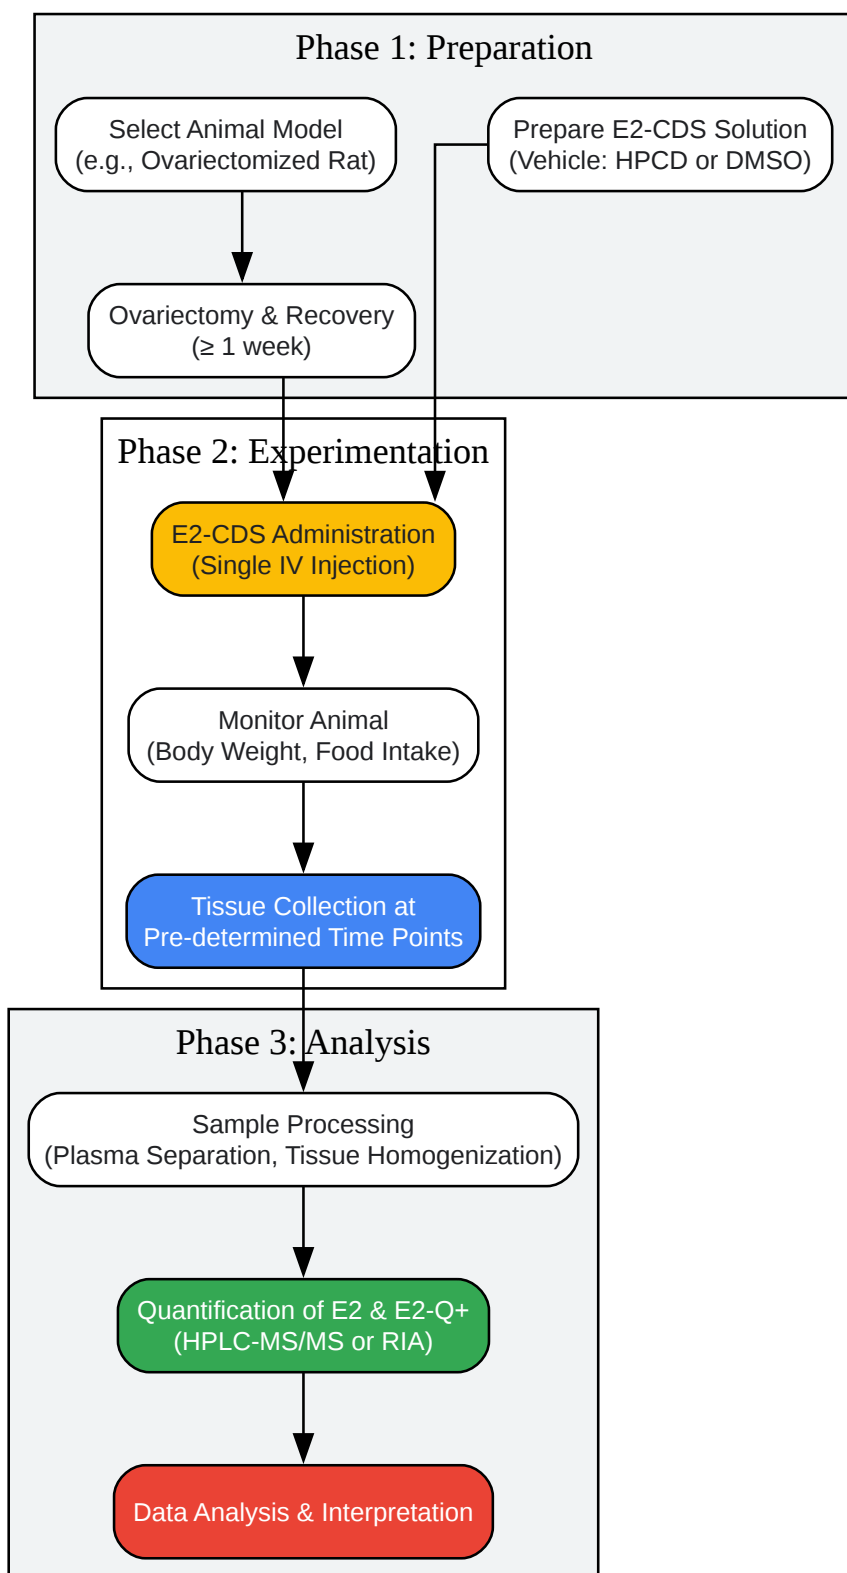 Phase 1: Preparation
Select Animal Model
(e.g., Ovariectomized Rat)
Prepare E2-CDS Solution
(Vehicle: HPCD or DMSO)
Ovariectomy & Recovery
(≥ 1 week)
Phase 2: Experimentation
E2-CDS Administration
(Single IV Injection)
Monitor Animal
(Body Weight, Food Intake)
Tissue Collection at
Pre-determined Time Points
Phase 3: Analysis
Sample Processing
(Plasma Separation, Tissue Homogenization)
Quantification of E2 & E2-Q+
(HPLC-MS/MS or RIA)
Data Analysis & Interpretation